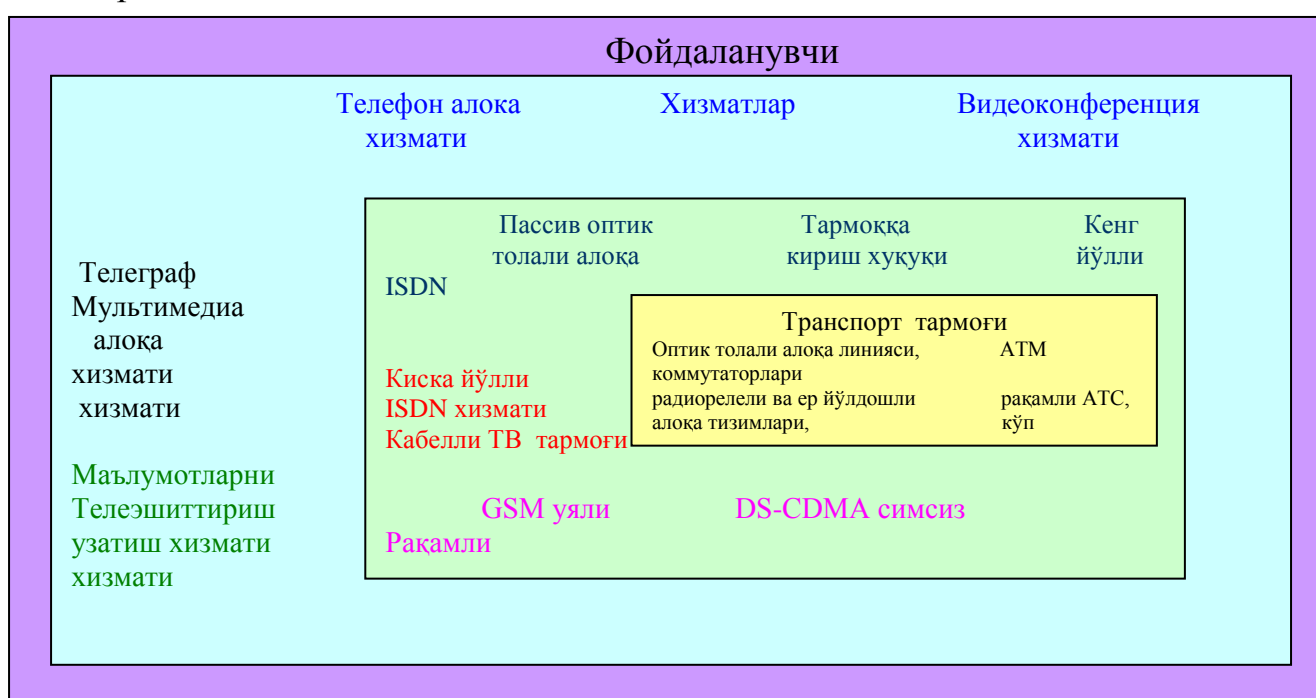 Фойдаланувчи
Телефон алока Хизматлар Видеоконференция
хизмати хизмати
Пассив оптик Тармоққа Кенг
толали алоқа кириш хуқуқи йўлли
ISDN
Телеграф
Мультимедиа
алоқа
хизмати
хизмати
Транспорт тармоғи
Оптик толали алоқа линияси, АТМ
коммутаторлари
радиорелели ва ер йўлдошли рақамли АТС,
алоқа тизимлари, кўп
Киска йўлли
ISDN хизмати
Кабелли ТВ тармоғи
Маълумотларни
Телеэшиттириш
узатиш хизмати
хизмати
GSM уяли DS-CDMA симсиз
Рақамли